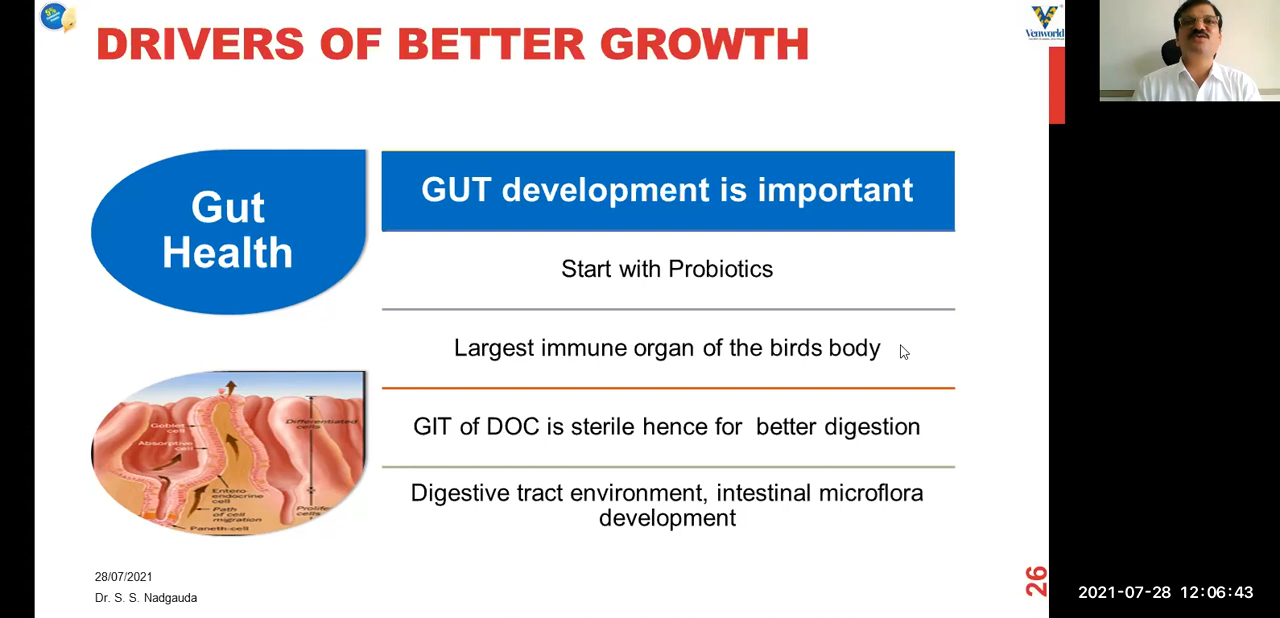 5%
DRIVERS OF BETTER GROWTH
Venworld
Gut
Health
GUT development is important
Start with Probiotics
Largest immune organ of the birds body
GIT of DOC is sterile hence for better digestion
Digestive tract environment, intestinal microflora
development
Goblet
cell
Absorptive
cell
Differentiated
cells
Entero-
endocrine
cell
Path
of cell
migration
Paneth cell
cells
28/07/2021
Dr. S. S. Nadgauda
26
2021-07-28 12:06:43